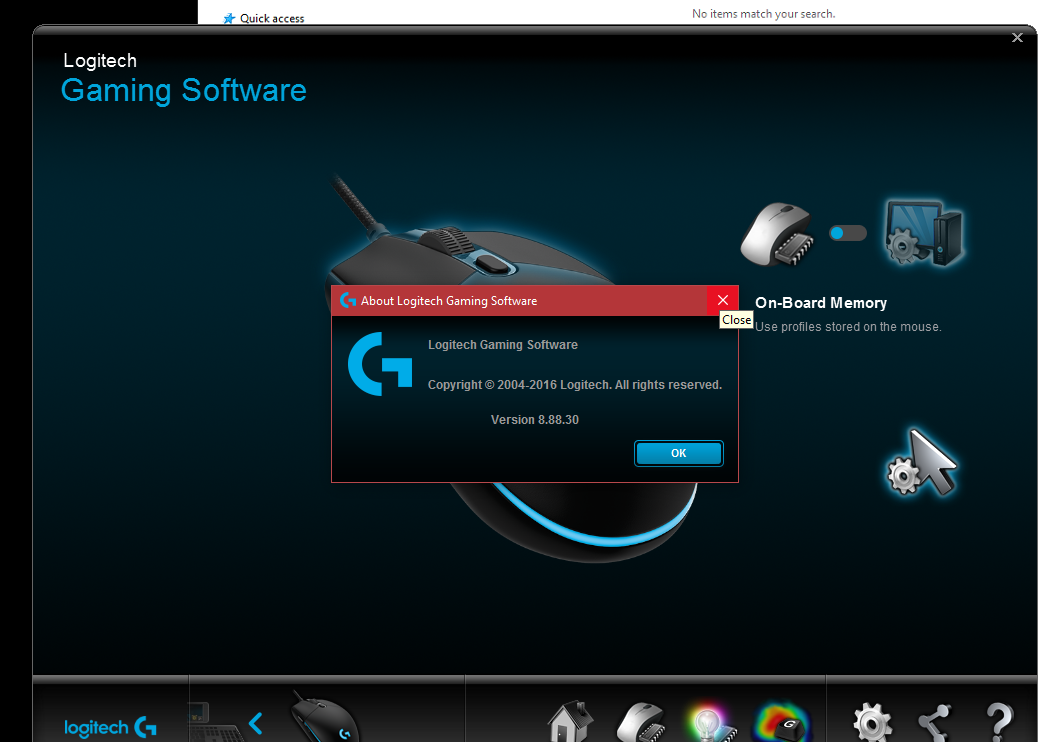 Quick access
No items match your search.
Logitech
Gaming Software
About Logitech Gaming Software
Close
On-Board Memory
Use profiles stored on the mouse.
Logitech Gaming Software
Copyright © 2004-2016 Logitech. All rights reserved.
Version 8.88.30
OK
logitech